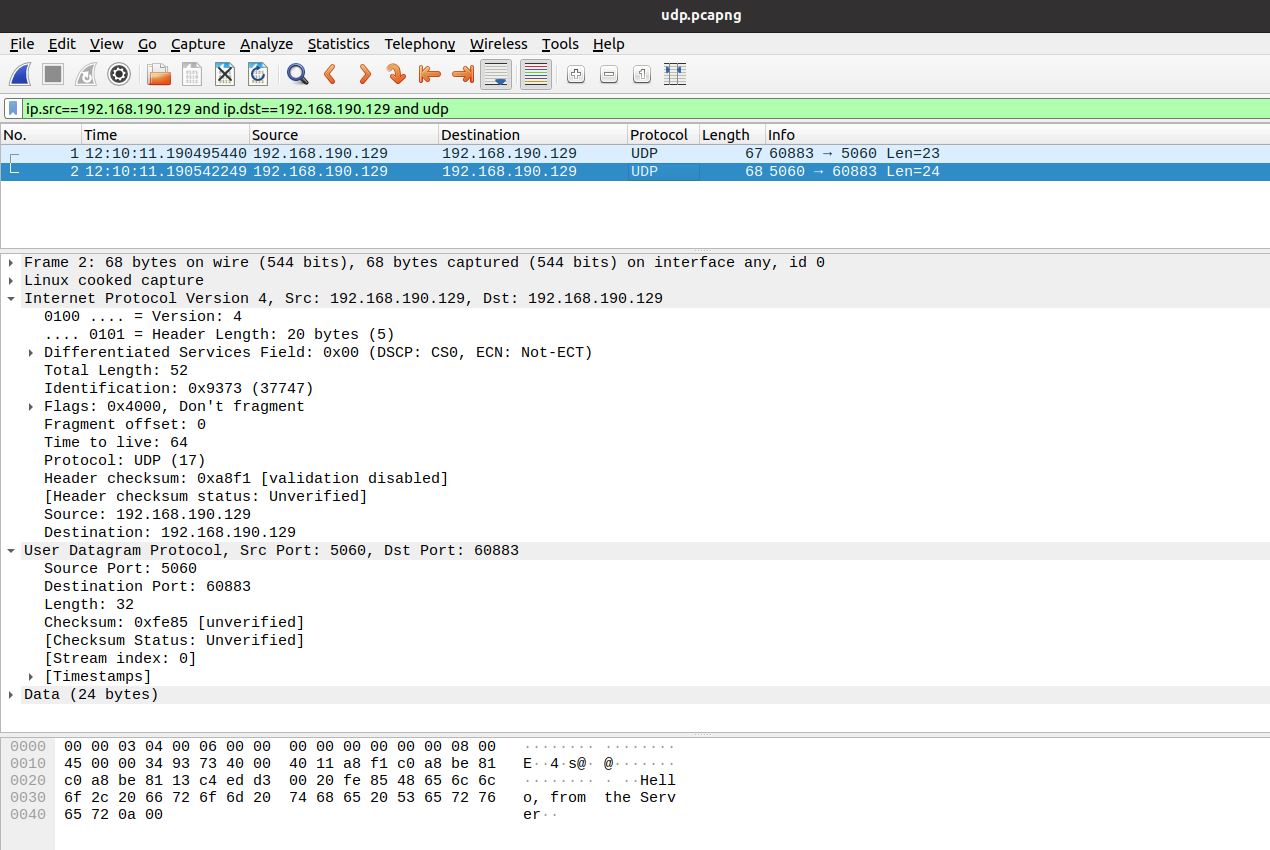 udp.pcapng
File Edit View Go Capture Analyze Statistics Telephony Wireless Tools Help
ip.src==192.168.190.129 and ip.dst==192.168.190.129 and udp
No. Time Source Destination Protocol Length Info
1 12:10:11.190495440 192.168.190.129 192.168.190.129 UDP 67 60883 → 5060 Len=23
2 12:10:11.190542249 192.168.190.129 192.168.190.129 UDP 68 5060 → 60883 Len=24
Frame 2: 68 bytes on wire (544 bits), 68 bytes captured (544 bits) on interface any, id 0
Linux cooked capture
Internet Protocol Version 4, Src: 192.168.190.129, Dst: 192.168.190.129
0100 .... = Version: 4
.... 0101 = Header Length: 20 bytes (5)
Differentiated Services Field: 0x00 (DSCP: CS0, ECN: Not-ECT)
Total Length: 52
Identification: 0x9373 (37747)
Flags: 0x4000, Don't fragment
Fragment offset: 0
Time to live: 64
Protocol: UDP (17)
Header checksum: 0xa8f1 [validation disabled]
[Header checksum status: Unverified]
Source: 192.168.190.129
Destination: 192.168.190.129
User Datagram Protocol, Src Port: 5060, Dst Port: 60883
Source Port: 5060
Destination Port: 60883
Length: 32
Checksum: 0xfe85 [unverified]
[Checksum Status: Unverified]
[Stream index: 0]
[Timestamps]
Data (24 bytes)
0000 00 00 03 04 00 06 00 00 00 00 00 00 00 00 08 00 ········ ········
0010 45 00 00 34 93 73 40 00 40 11 a8 f1 c0 a8 be 81 E··4·s@· @·······
0020 c0 a8 be 81 13 c4 ed d3 00 20 fe 85 48 65 6c 6c ········ · ··Hell
0030 6f 2c 20 66 72 6f 6d 20 74 68 65 20 53 65 72 76 o, from the Serv
0040 65 72 0a 00 er··